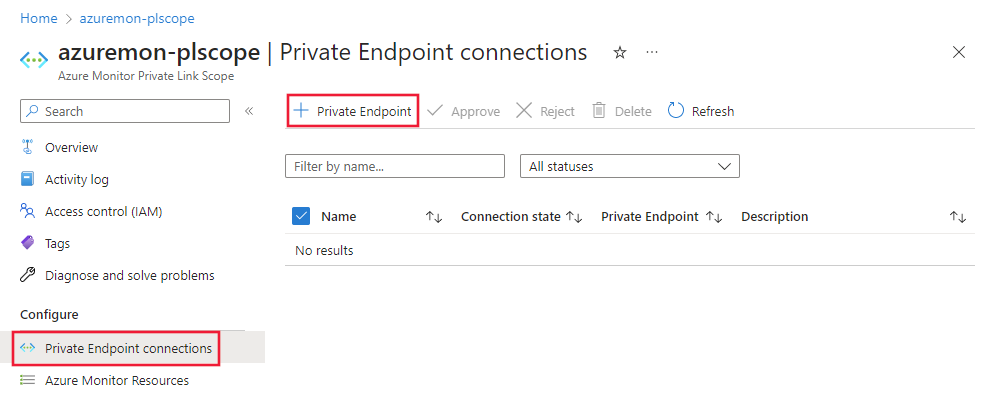 Home > azuremon-plscope
azuremon-plscope | Private Endpoint connections ...
Azure Monitor Private Link Scope
Search «
+ Private Endpoint Approve Reject Delete Refresh
Overview
Activity log
Access control (IAM)
Tags
Diagnose and solve problems
Configure
Private Endpoint connections
Azure Monitor Resources
Filter by name... All statuses
Name Connection state Private Endpoint Description
No results